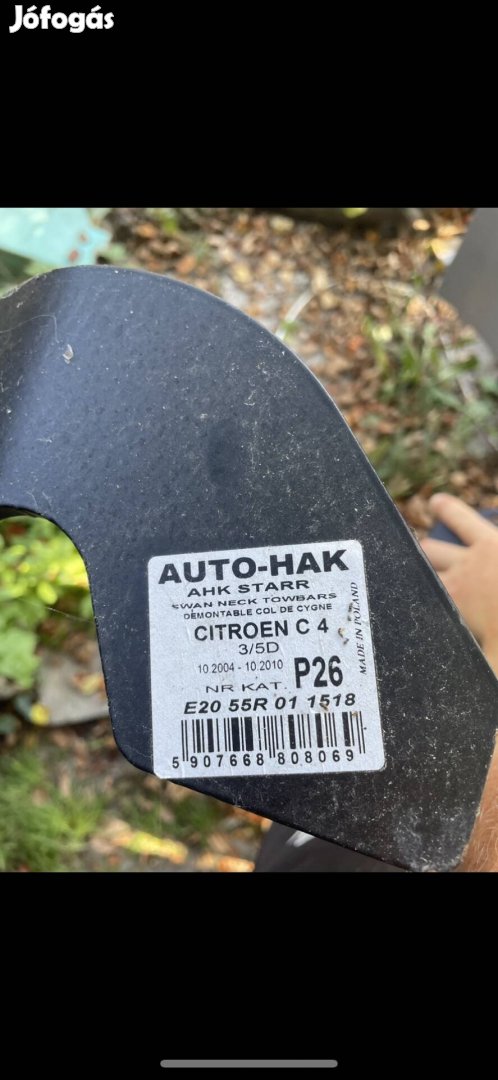 Jófogás
AUTO-HAK
AHK STARR
SWAN NECK TOWBARS
DEMONTABLE COL DE CYGNE
CITROEN C 4
3/5D
10.2004 - 10.2010
NR KAT. P26
E20 55R 01 1518
5 907668 808069
MADE IN POLAND